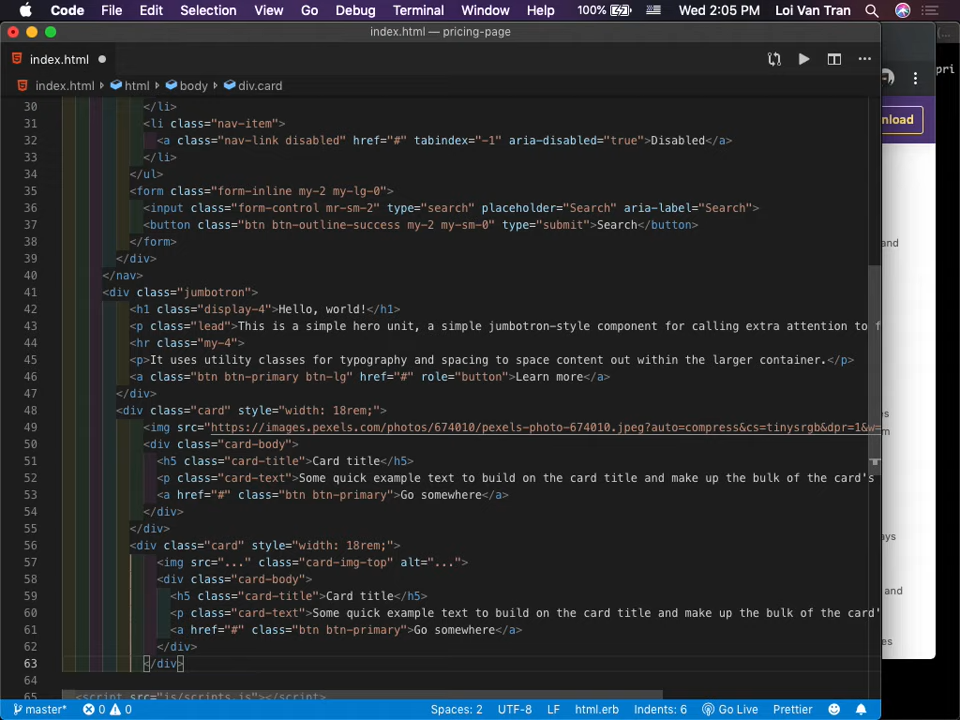 Code File Edit Selection View Go Debug Terminal Window Help 100% Wed 2:05 PM Loi Van Tran
index.html — pricing-page
index.html
index.html html body div.card
30 </li>
31 <li class="nav-item">
32 <a class="nav-link disabled" href="#" tabindex="-1" aria-disabled="true">Disabled</a>
33 </li>
34 </ul>
35 <form class="form-inline my-2 my-lg-0">
36 <input class="form-control mr-sm-2" type="search" placeholder="Search" aria-label="Search">
37 <button class="btn btn-outline-success my-2 my-sm-0" type="submit">Search</button>
38 </form>
39 </div>
40 </nav>
41 <div class="jumbotron">
42 <h1 class="display-4">Hello, world!</h1>
43 <p class="lead">This is a simple hero unit, a simple jumbotron-style component for calling extra attention to f
44 <hr class="my-4">
45 <p>It uses utility classes for typography and spacing to space content out within the larger container.</p>
46 <a class="btn btn-primary btn-lg" href="#" role="button">Learn more</a>
47 </div>
48 <div class="card" style="width: 18rem;">
49 <img src="https://images.pexels.com/photos/674010/pexels-photo-674010.jpeg?auto=compress&cs=tinysrgb&dpr=1&w=
50 <div class="card-body">
51 <h5 class="card-title">Card title</h5>
52 <p class="card-text">Some quick example text to build on the card title and make up the bulk of the card's
53 <a href="#" class="btn btn-primary">Go somewhere</a>
54 </div>
55 </div>
56 <div class="card" style="width: 18rem;">
57 <img src="..." class="card-img-top" alt="...">
58 <div class="card-body">
59 <h5 class="card-title">Card title</h5>
60 <p class="card-text">Some quick example text to build on the card title and make up the bulk of the card'
61 <a href="#" class="btn btn-primary">Go somewhere</a>
62 </div>
63 </div>
64
65 <script src="js/scripts.js"></script>
master* 0 0 Spaces: 2 UTF-8 LF html.erb Indents: 6 Go Live Prettier
pri
nload
and
es
m
ays
and
es